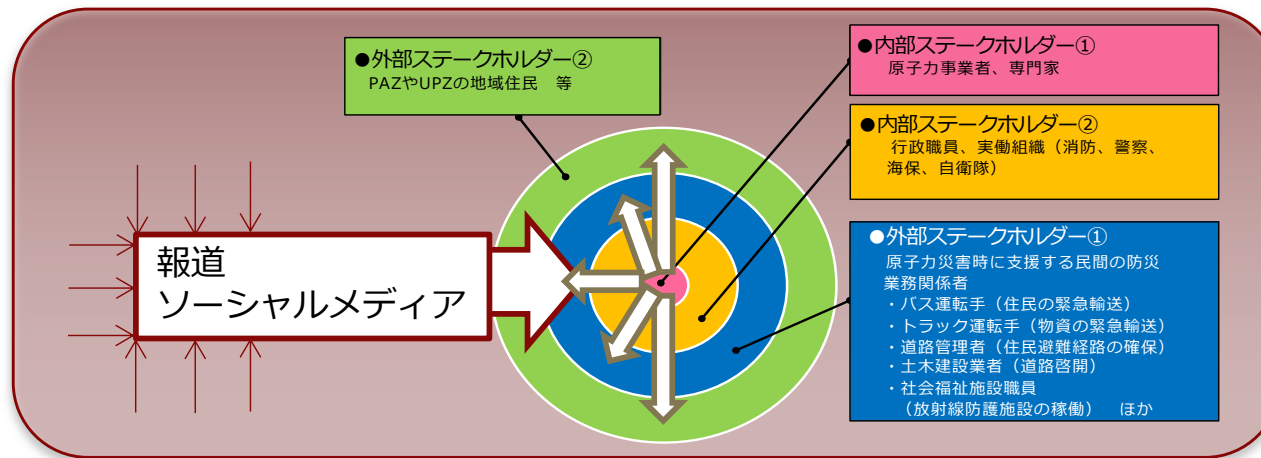 ●外部ステークホルダー②
PAZやUPZの地域住民　等
●内部ステークホルダー①
原子力事業者、専門家
●内部ステークホルダー②
行政職員、実働組織（消防、警察、
海保、自衛隊）
●外部ステークホルダー①
原子力災害時に支援する民間の防災
業務関係者
・バス運転手（住民の緊急輸送）
・トラック運転手（物資の緊急輸送）
・道路管理者（住民避難経路の確保）
・土木建設業者（道路啓開）
・社会福祉施設職員
（放射線防護施設の稼働）　ほか
報道
ソーシャルメディア